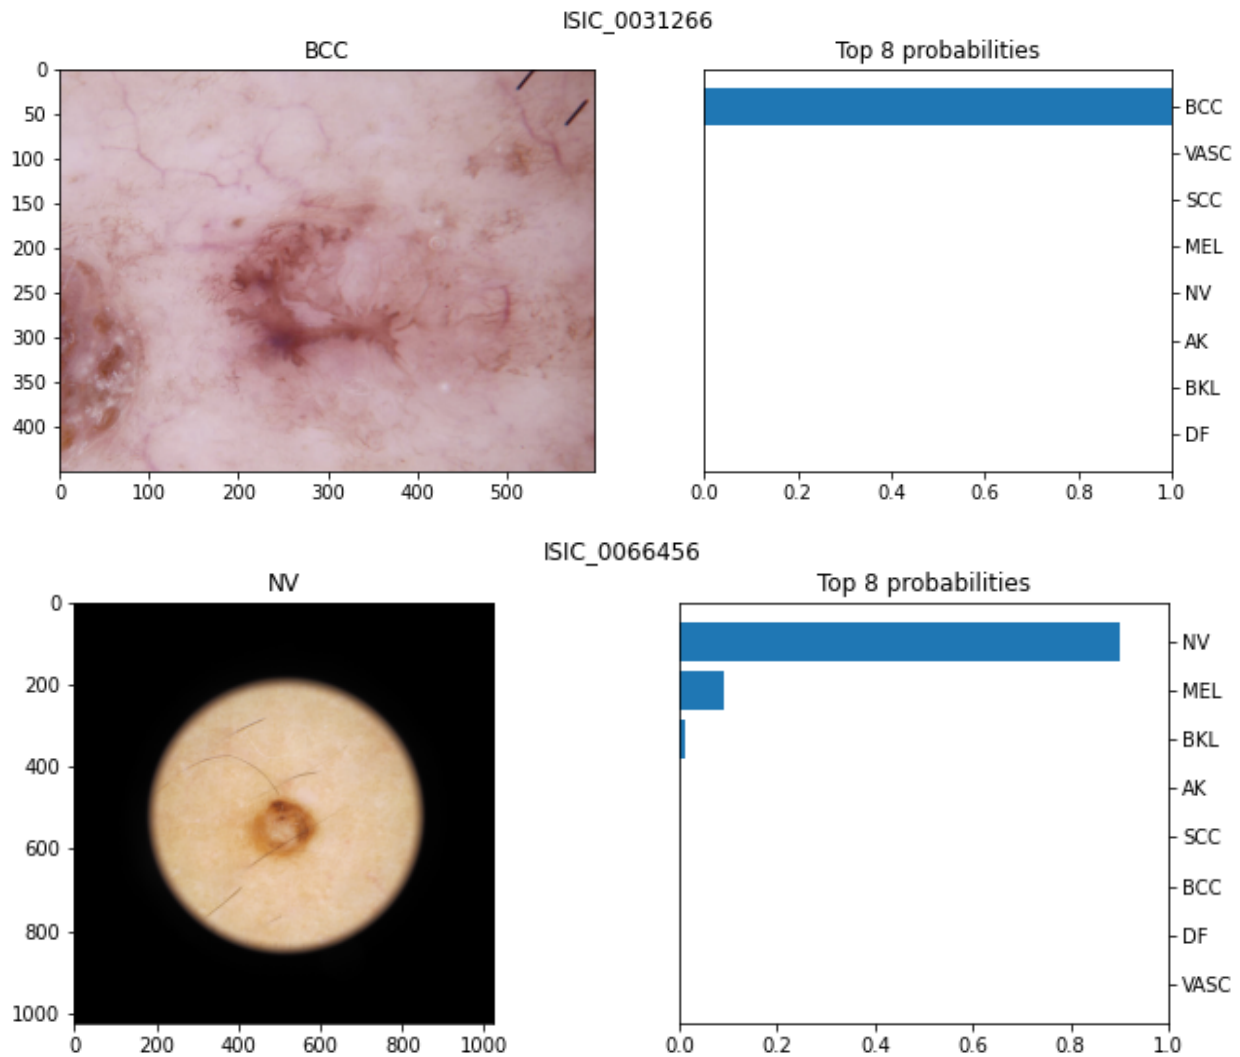 ISIC_0031266
BCC
Top 8 probabilities
0
50
100
150
200
250
300
350
400
0 100 200 300 400 500
BCC
VASC
SCC
MEL
NV
AK
BKL
DF
0.0 0.2 0.4 0.6 0.8 1.0
ISIC_0066456
NV
Top 8 probabilities
0
200
400
600
800
1000
0 200 400 600 800 1000
NV
MEL
BKL
AK
SCC
BCC
DF
VASC
0.0 0.2 0.4 0.6 0.8 1.0